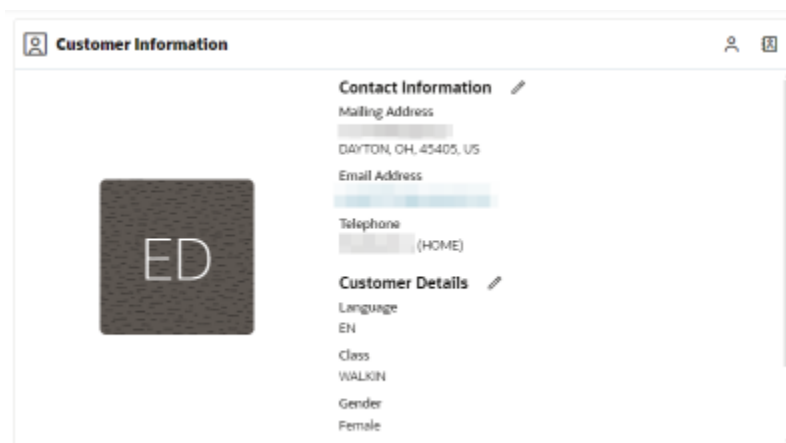 Customer Information
Contact Information
Mailing Address
DAYTON, OH, 45405, US
Email Address
Telephone
(HOME)
ED
Customer Details
Language
EN
Class
WALKIN
Gender
Female